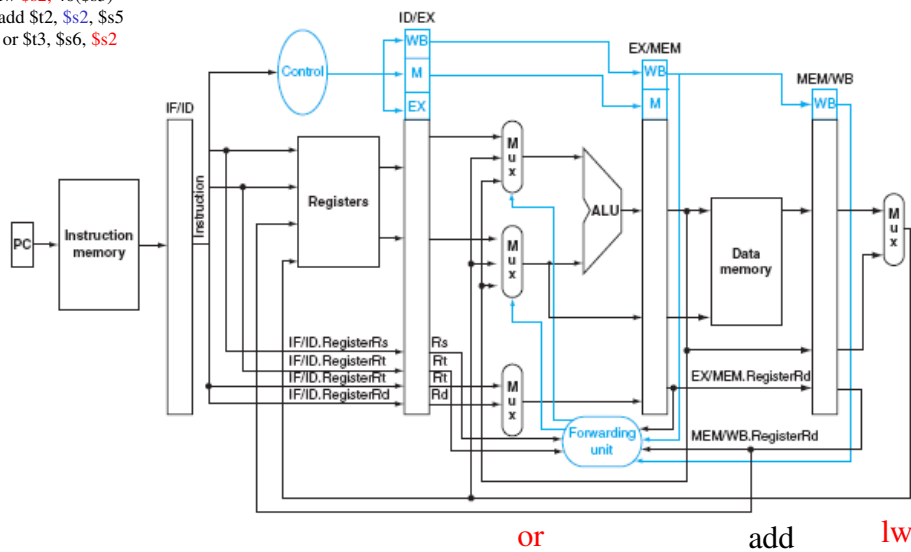 add $t2, $s2, $s5
or $t3, $s6, $s2
ID/EX
WB
M
EX
Control
EX/MEM
WB
M
MEM/WB
WB
IF/ID
Instruction
PC
Instruction
memory
Registers
Mux
Mux
Mux
ALU
Data
memory
Mux
IF/ID.RegisterRs
IF/ID.RegisterRt
IF/ID.RegisterRt
IF/ID.RegisterRd
Rs
Rt
Rt
Rd
EX/MEM.RegisterRd
MEM/WB.RegisterRd
Forwarding
unit
or
add
lw